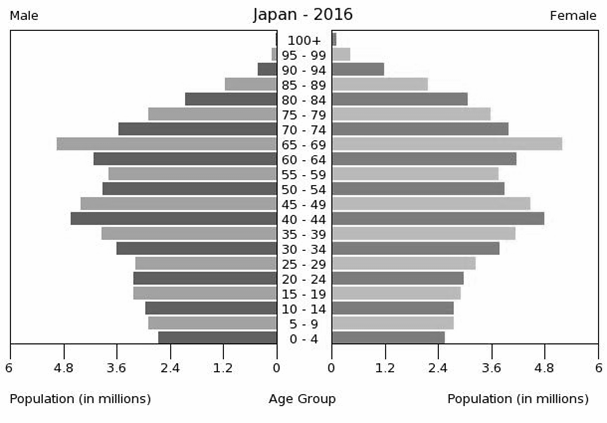 Japan - 2016
Male
Female
100+
95 - 99
90 - 94
85 - 89
80 - 84
75 - 79
70 - 74
65 - 69
60 - 64
55 - 59
50 - 54
45 - 49
40 - 44
35 - 39
30 - 34
25 - 29
20 - 24
15 - 19
10 - 14
5 - 9
0 - 4
6 4.8 3.6 2.4 1.2 0 0 1.2 2.4 3.6 4.8 6
Population (in millions) Age Group Population (in millions)